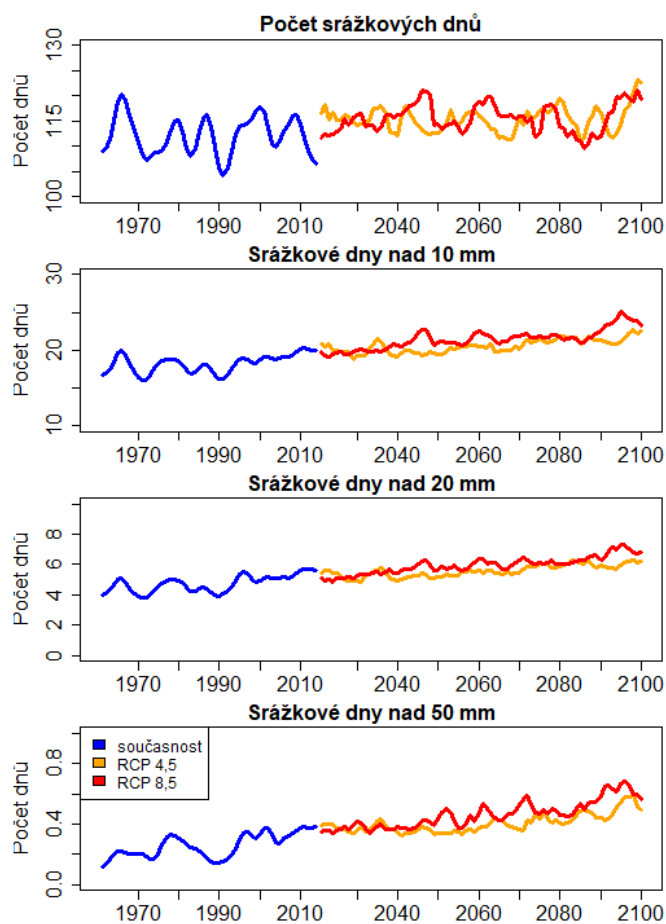 Počet srážkových dnů
Počet dnů
130
115
100
1970 1990 2010 2040 2060 2080 2100
Srážkové dny nad 10 mm
Počet dnů
30
20
10
1970 1990 2010 2040 2060 2080 2100
Srážkové dny nad 20 mm
Počet dnů
8
6
4
2
0
1970 1990 2010 2040 2060 2080 2100
Srážkové dny nad 50 mm
Počet dnů
0.8
0.4
0.0
současnost
RCP 4,5
RCP 8,5
1970 1990 2010 2040 2060 2080 2100